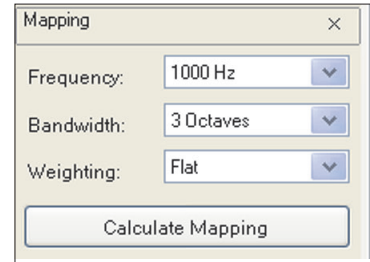 Mapping
Frequency: 1000 Hz
Bandwidth: 3 Octaves
Weighting: Flat
Calculate Mapping